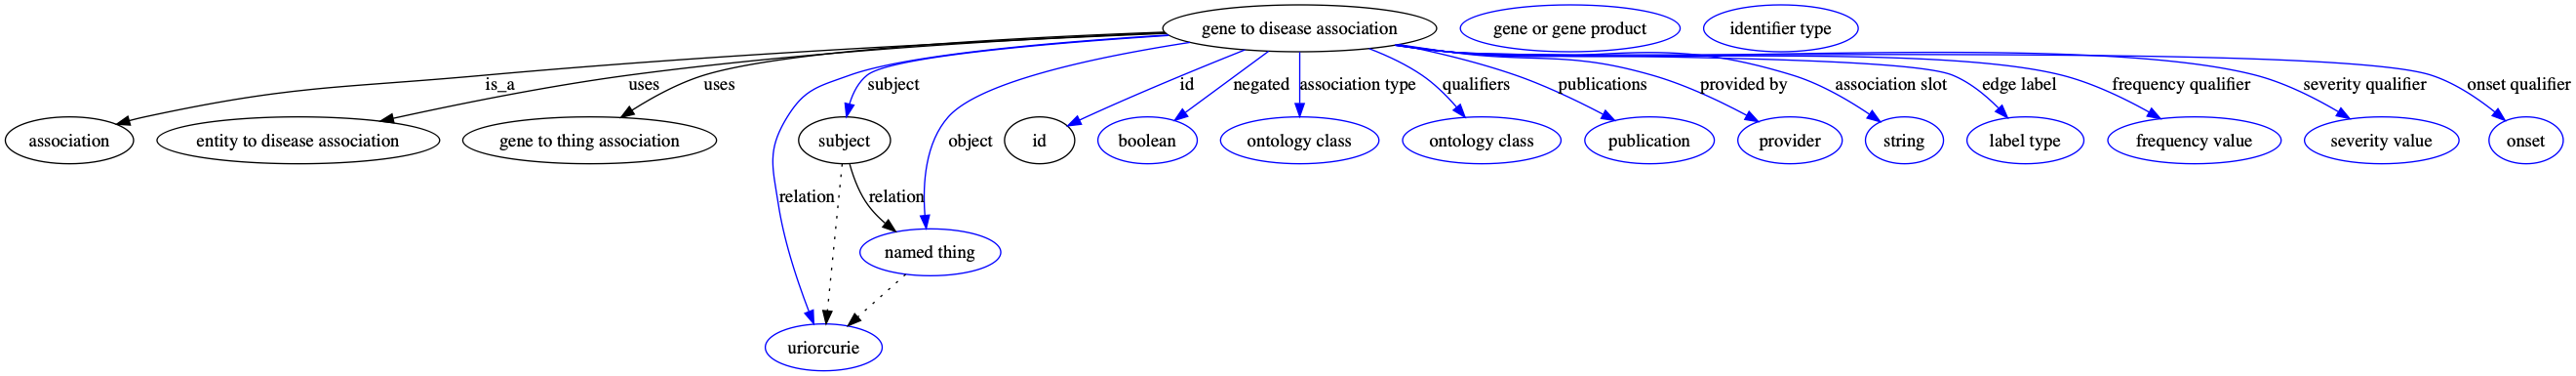 gene to disease association
gene or gene product
identifier type
is_a
uses
uses
subject
id
negated
association type
qualifiers
publications
provided by
association slot
edge label
frequency qualifier
severity qualifier
onset qualifier
association
entity to disease association
gene to thing association
subject
object
id
boolean
ontology class
ontology class
publication
provider
string
label type
frequency value
severity value
onset
relation
relation
named thing
uriorcurie